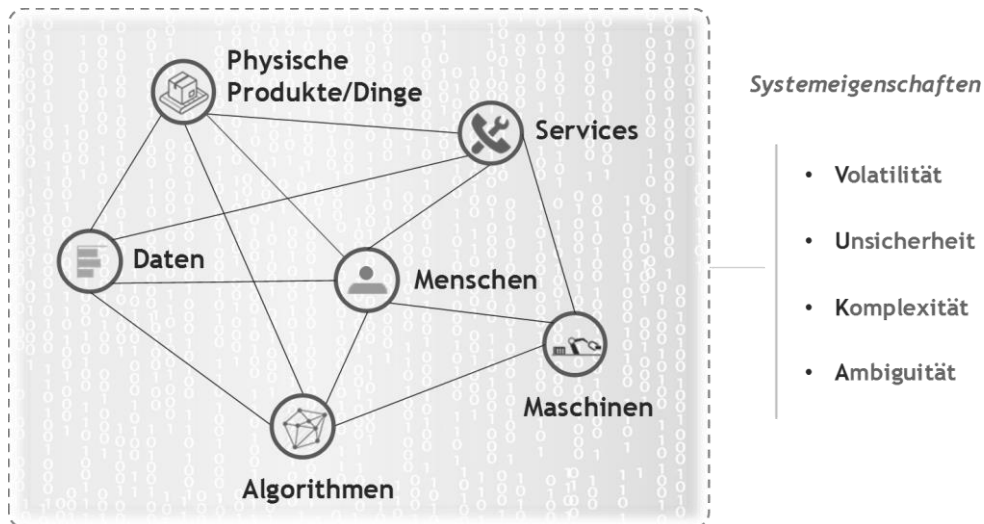 Physische
Produkte/Dinge
Services
Daten
Menschen
Maschinen
Algorithmen
Systemeigenschaften
• Volatilität
• Unsicherheit
• Komplexität
• Ambiguität